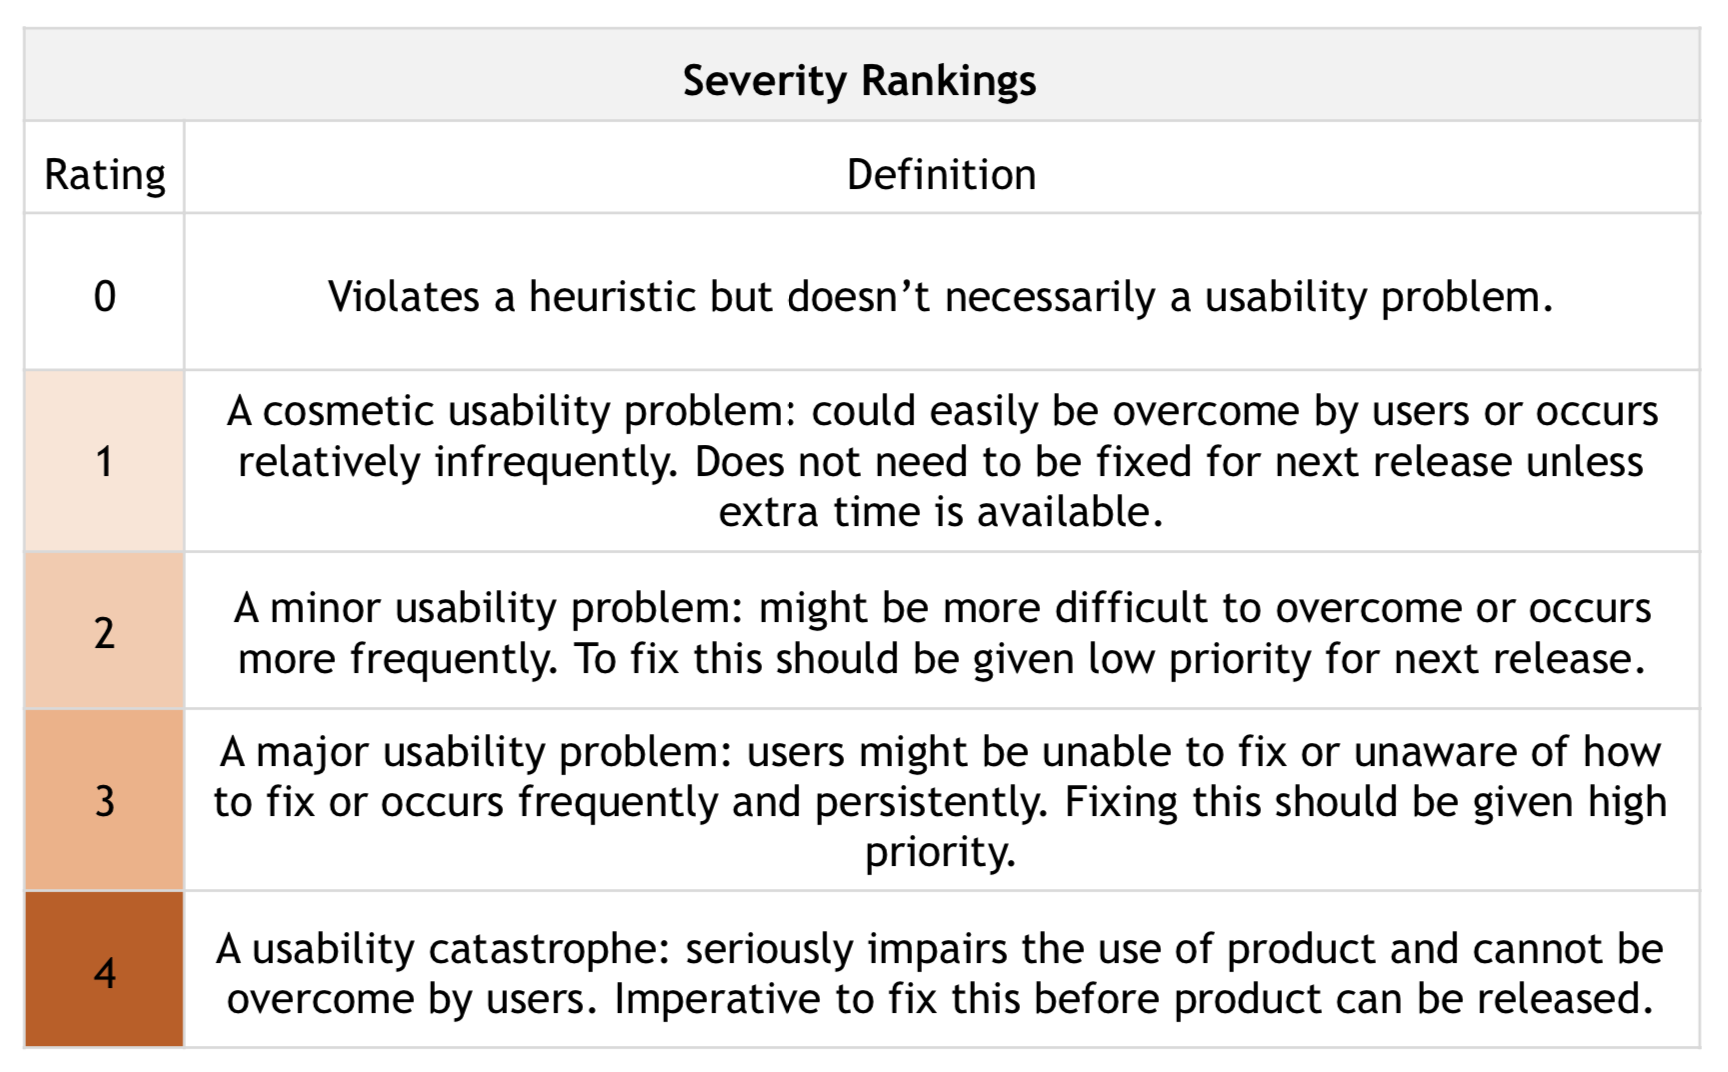 Severity Rankings
Rating
Definition
0
Violates a heuristic but doesn’t necessarily a usability problem.
1
A cosmetic usability problem: could easily be overcome by users or occurs
relatively infrequently. Does not need to be fixed for next release unless
extra time is available.
2
A minor usability problem: might be more difficult to overcome or occurs
more frequently. To fix this should be given low priority for next release.
3
A major usability problem: users might be unable to fix or unaware of how
to fix or occurs frequently and persistently. Fixing this should be given high
priority.
4
A usability catastrophe: seriously impairs the use of product and cannot be
overcome by users. Imperative to fix this before product can be released.